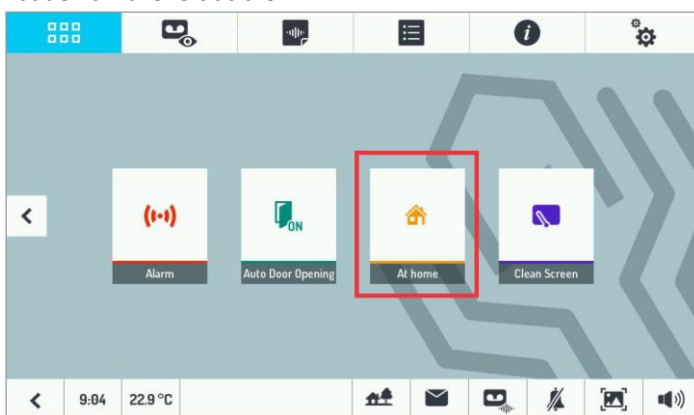 ON
Alarm
Auto Door Opening
At home
Clean Screen
9:04
22.9 °C